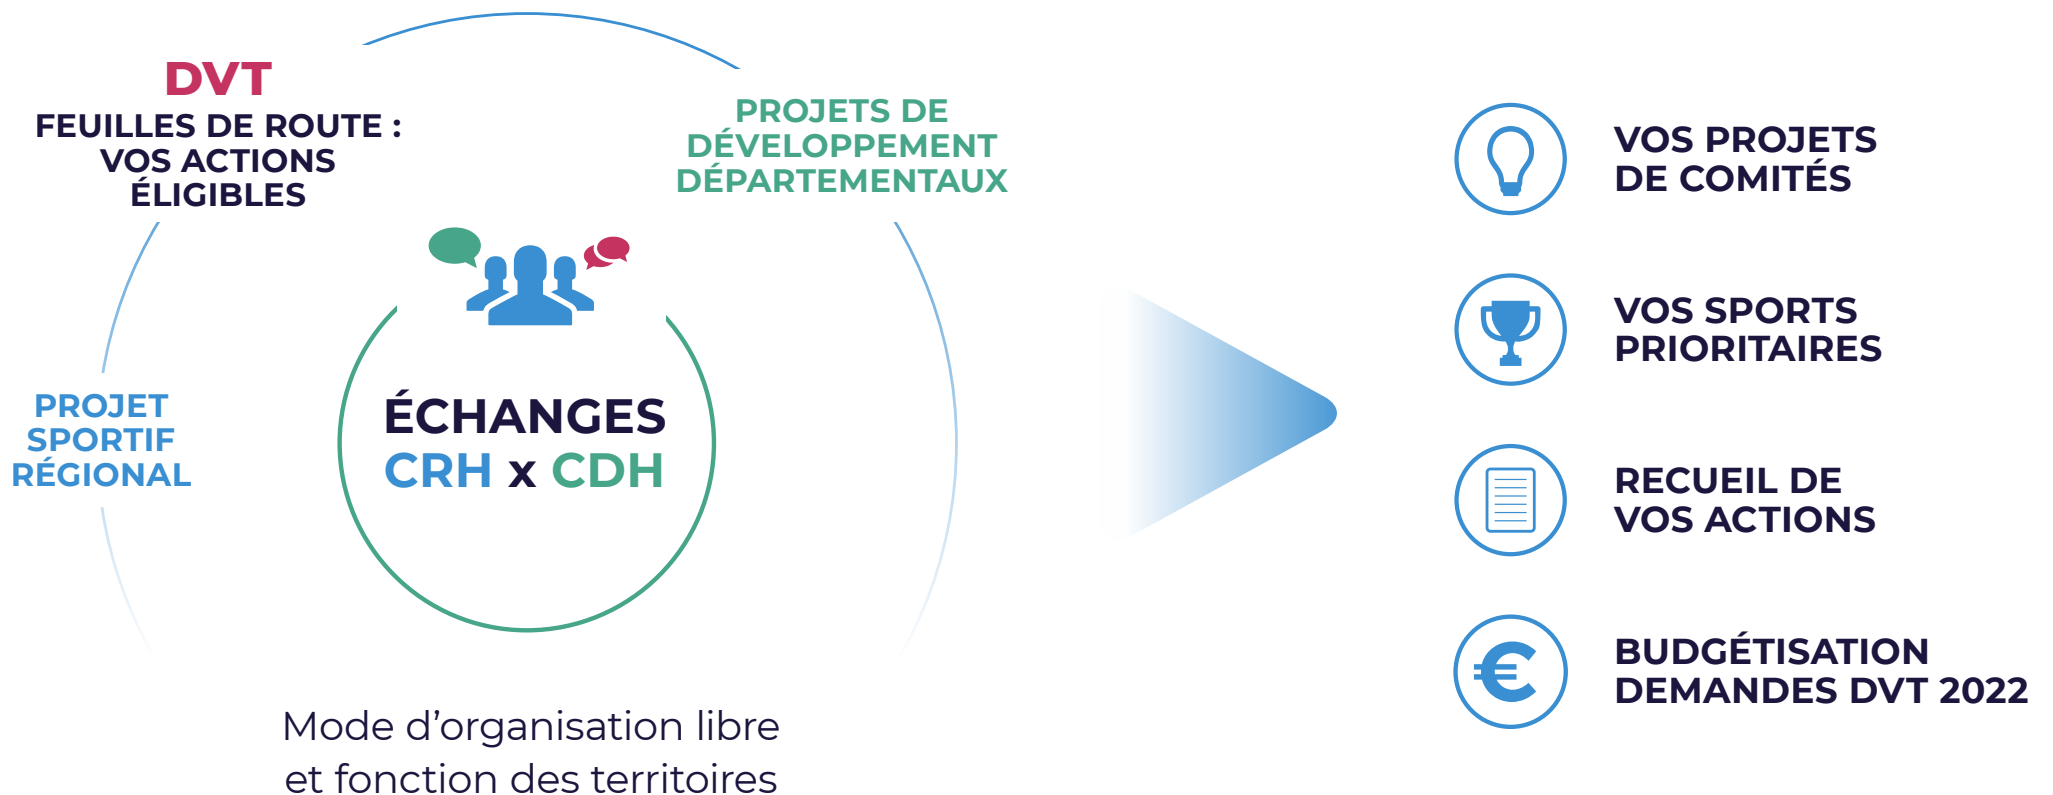 DVT
FEUILLES DE ROUTE :
VOS ACTIONS
ÉLIGIBLES
PROJETS DE
DÉVELOPPEMENT
DÉPARTEMENTAUX
PROJET
SPORTIF
RÉGIONAL
ÉCHANGES
CRH x CDH
Mode d’organisation libre
et fonction des territoires
VOS PROJETS
DE COMITÉS
VOS SPORTS
PRIORITAIRES
RECUEIL DE
VOS ACTIONS
€
BUDGÉTISATION
DEMANDES DVT 2022